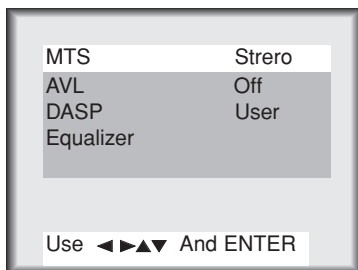 MTS Strero
AVL Off
DASP User
Equalizer
Use ◄ ►▲▼ And ENTER